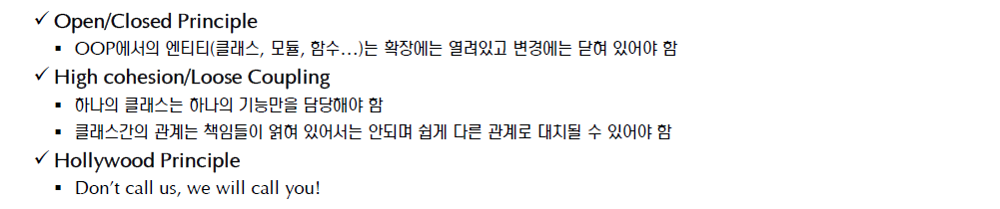 ✓ Open/Closed Principle
▪ OOP에서의 엔티티(클래스, 모듈, 함수…)는 확장에는 열려있고 변경에는 닫혀 있어야 함
✓ High cohesion/Loose Coupling
▪ 하나의 클래스는 하나의 기능만을 담당해야 함
▪ 클래스간의 관계는 책임들이 얽혀 있어서는 안되며 쉽게 다른 관계로 대치될 수 있어야 함
✓ Hollywood Principle
▪ Don’t call us, we will call you!